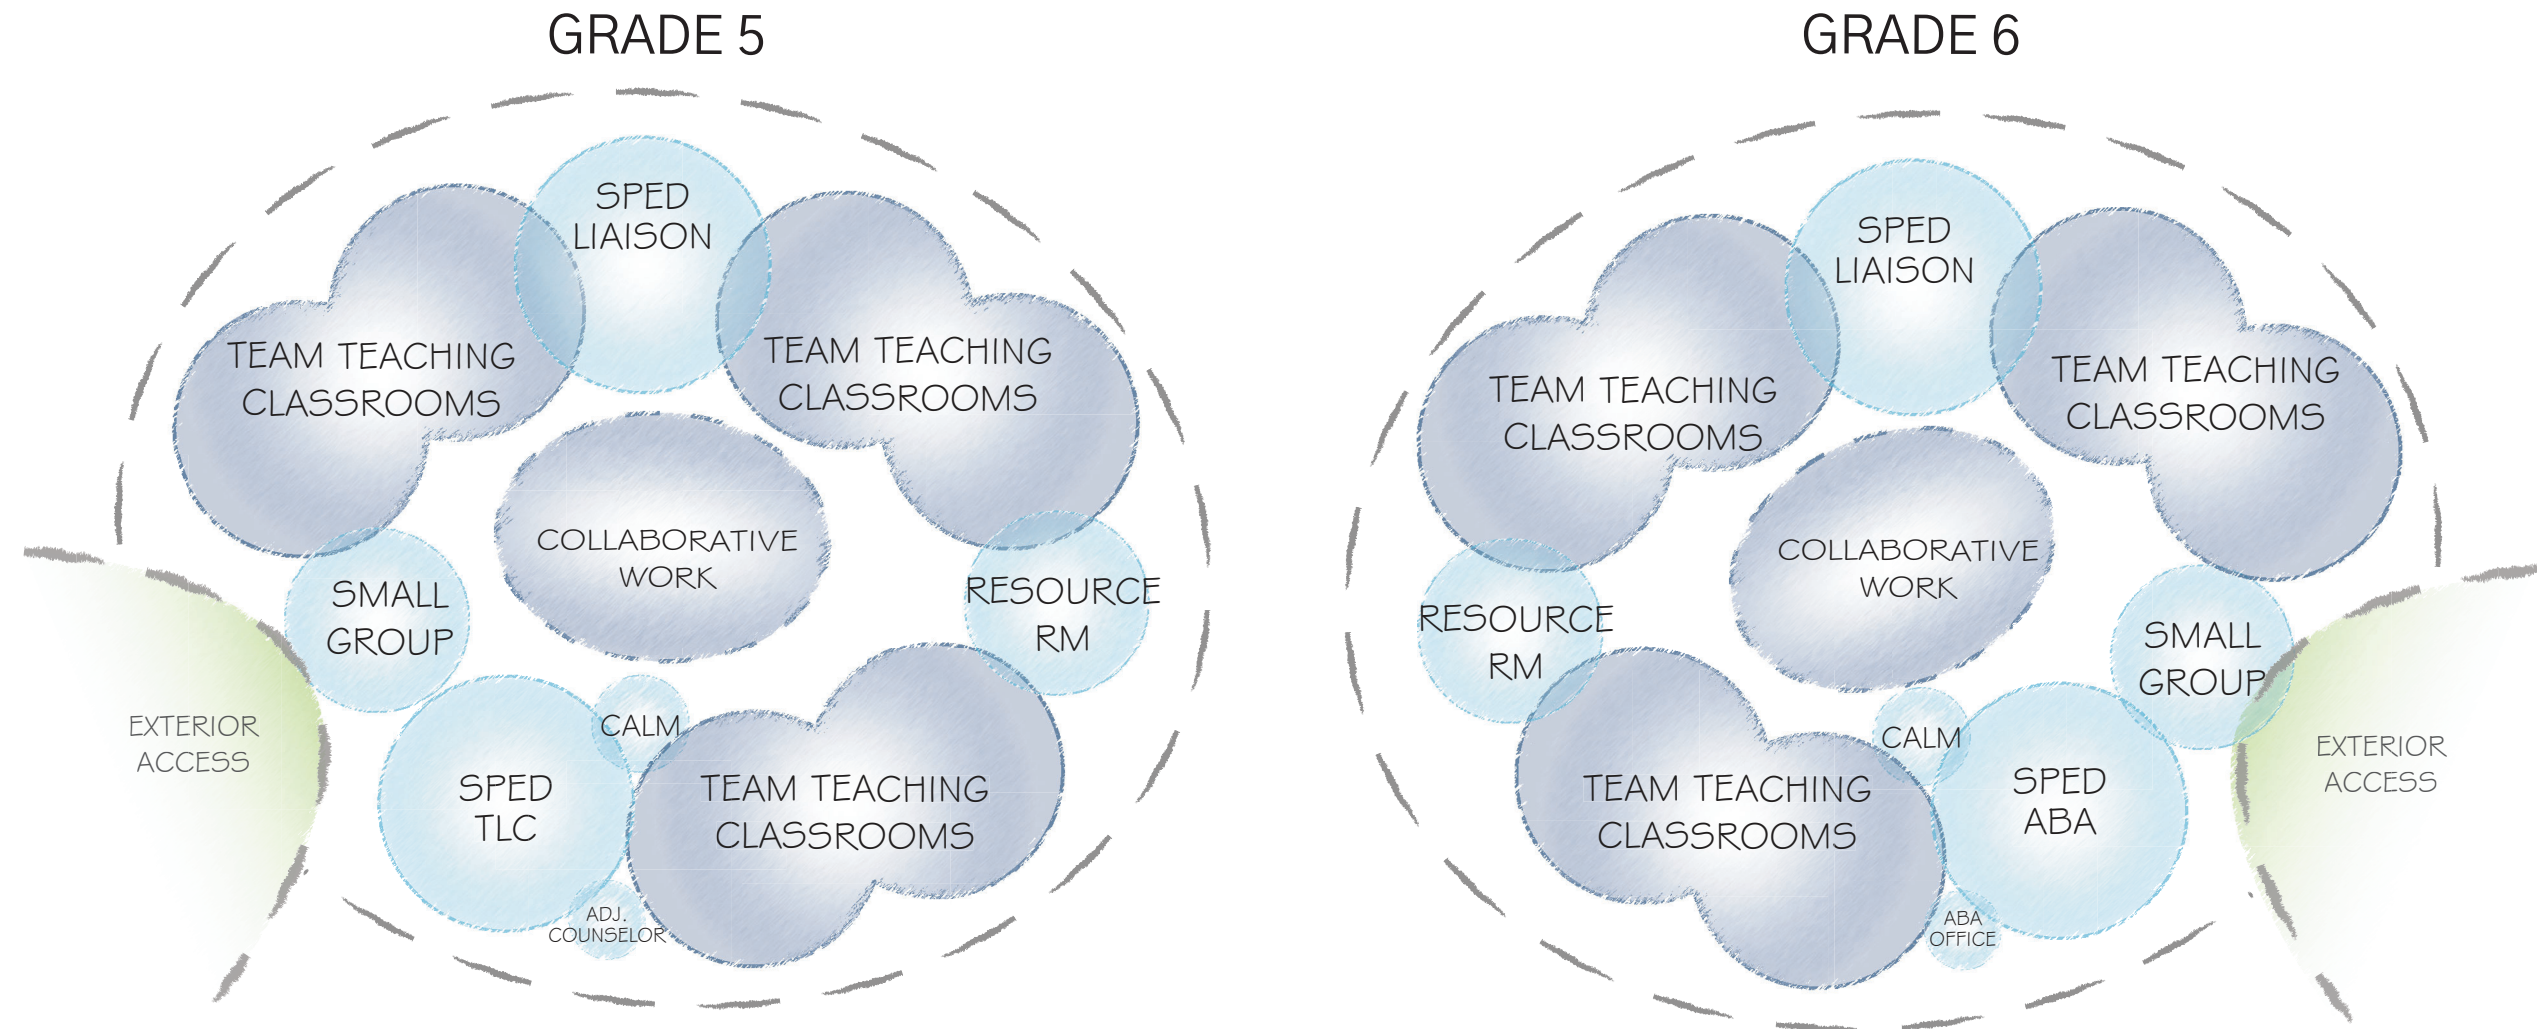 GRADE 5
SPED
LIAISON
TEAM TEACHING
CLASSROOMS
TEAM TEACHING
CLASSROOMS
COLLABORATIVE
WORK
SMALL
GROUP
RESOURCE
RM
EXTERIOR
ACCESS
CALM
SPED
TLC
TEAM TEACHING
CLASSROOMS
ADJ.
COUNSELOR
GRADE 6
SPED
LIAISON
TEAM TEACHING
CLASSROOMS
TEAM TEACHING
CLASSROOMS
COLLABORATIVE
WORK
RESOURCE
RM
SMALL
GROUP
CALM
EXTERIOR
ACCESS
TEAM TEACHING
CLASSROOMS
SPED
ABA
ABA
OFFICE